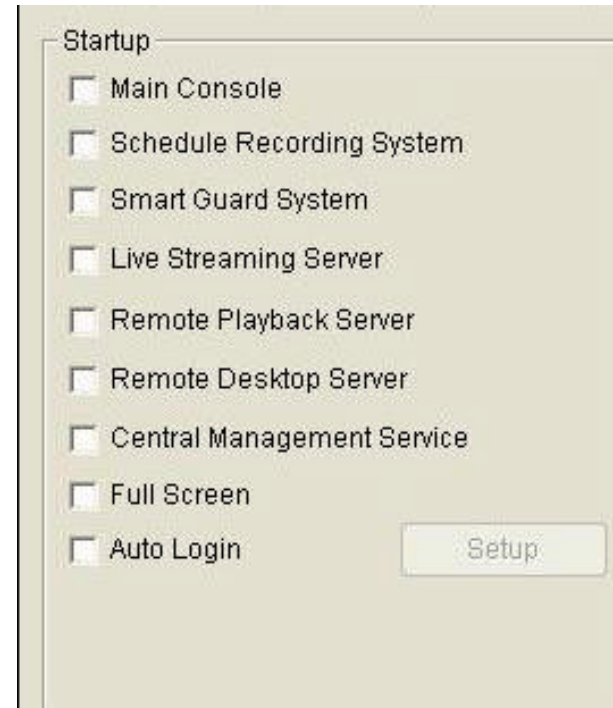 Startup
Main Console
Schedule Recording System
Smart Guard System
Live Streaming Server
Remote Playback Server
Remote Desktop Server
Central Management Service
Full Screen
Auto Login Setup